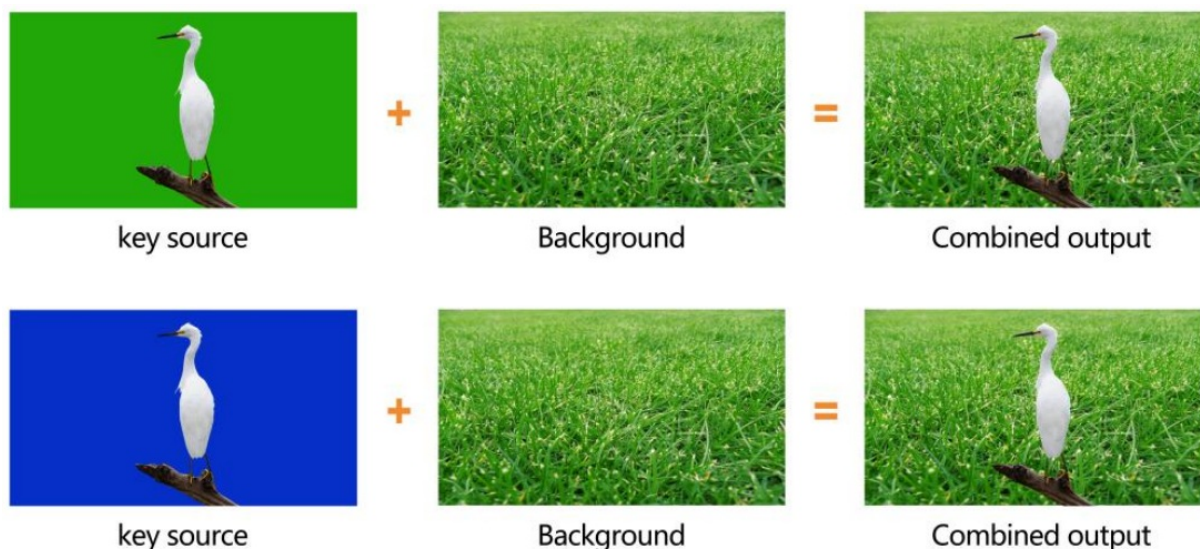 key source
+
Background
=
Combined output
key source
+
Background
=
Combined output